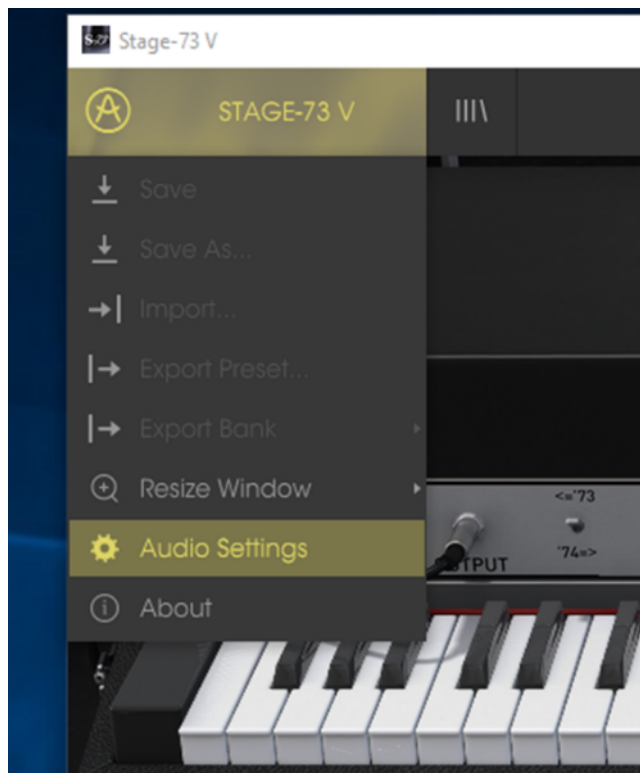 Stage-73 V
STAGE-73 V
Save
Save As...
Import...
Export Preset...
Export Bank
Resize Window
Audio Settings
About
<='73
'74=>
TPUT